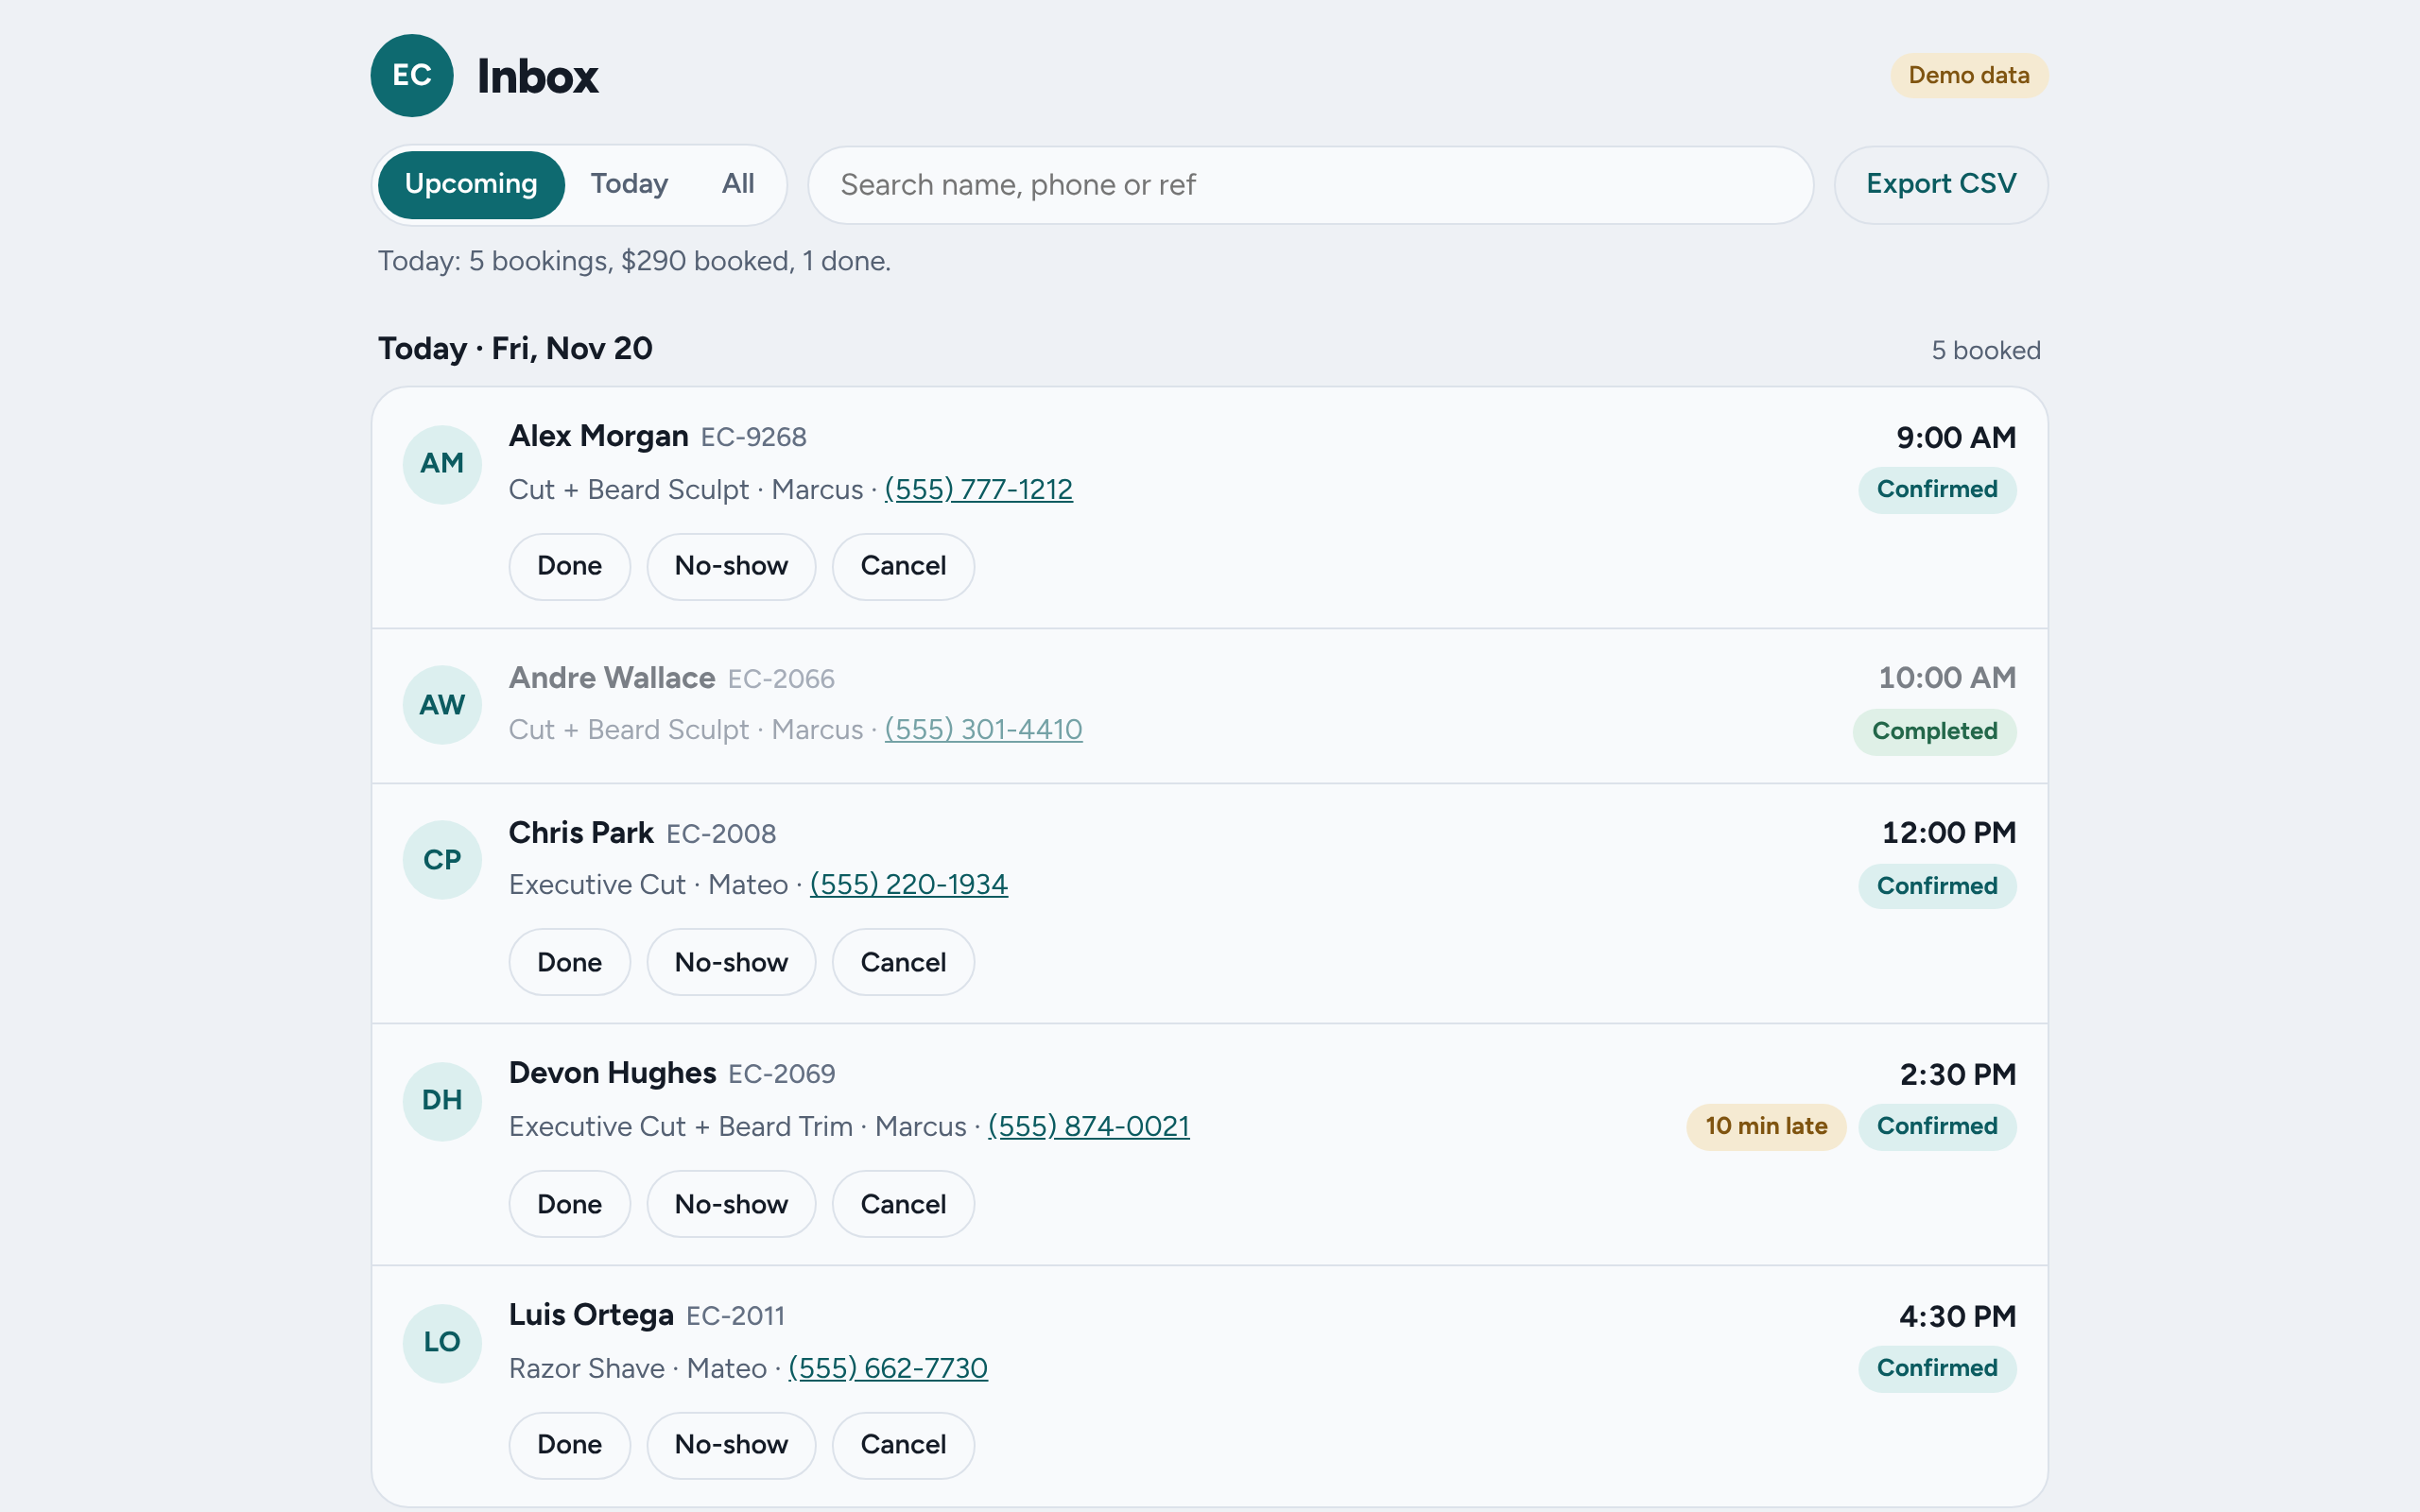 EC Inbox Demo data
Upcoming Today All Search name, phone or ref Export CSV
Today: 5 bookings, $290 booked, 1 done.
Today · Fri, Nov 20 5 booked
AM Alex Morgan EC-9268 9:00 AM
Cut + Beard Sculpt · Marcus · (555) 777-1212 Confirmed
Done No-show Cancel
AW Andre Wallace EC-2066 10:00 AM
Cut + Beard Sculpt · Marcus · (555) 301-4410 Completed
CP Chris Park EC-2008 12:00 PM
Executive Cut · Mateo · (555) 220-1934 Confirmed
Done No-show Cancel
DH Devon Hughes EC-2069 2:30 PM
Executive Cut + Beard Trim · Marcus · (555) 874-0021 10 min late Confirmed
Done No-show Cancel
LO Luis Ortega EC-2011 4:30 PM
Razor Shave · Mateo · (555) 662-7730 Confirmed
Done No-show Cancel